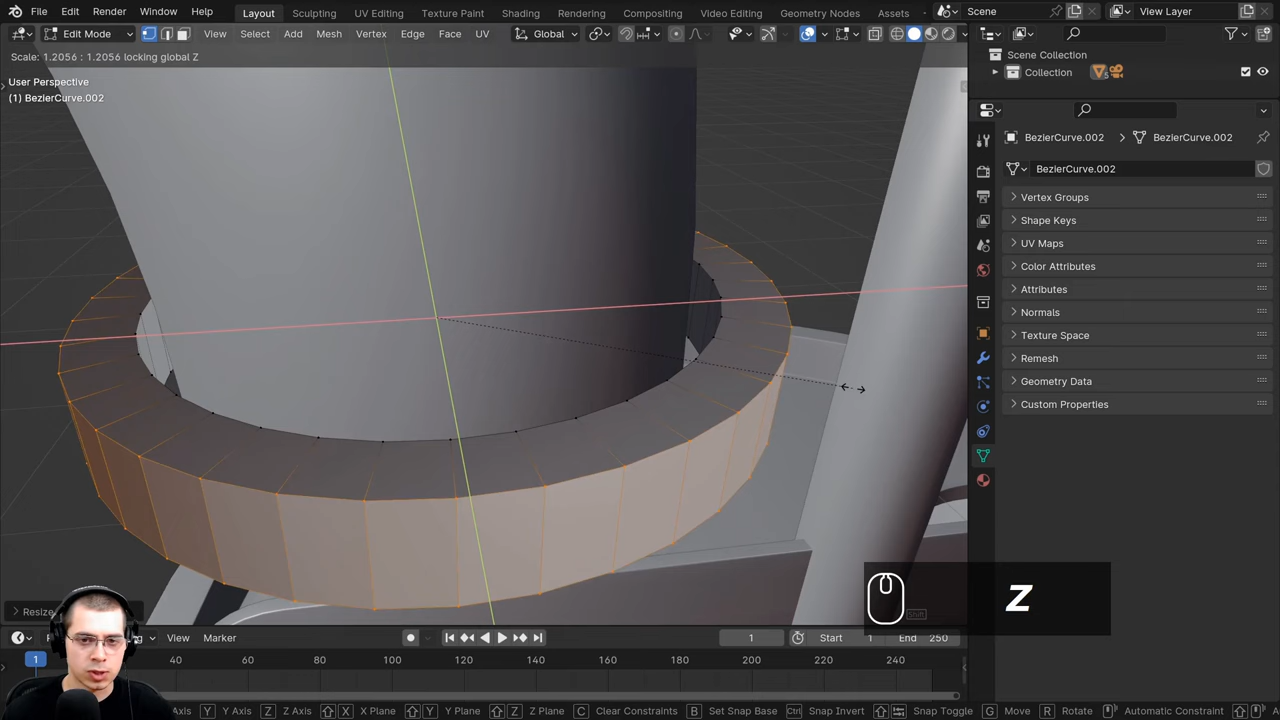 File Edit Render Window Help Layout Sculpting UV Editing Texture Paint Shading Rendering Compositing Video Editing Geometry Nodes Assets Scene View Layer
Edit Mode View Select Add Mesh Vertex Edge Face UV Global
Scale: 1.2056 : 1.2056 locking global Z
User Perspective
(1) BezierCurve.002
Scene Collection
Collection
BezierCurve.002 BezierCurve.002
BezierCurve.002
Vertex Groups
Shape Keys
UV Maps
Color Attributes
Attributes
Normals
Texture Space
Remesh
Geometry Data
Custom Properties
Z
Shift
Resize
View Marker 1 Start 1 End 250
1 40 60 80 100 120 140 160 180 200 220 240
Axis Y Y Axis Z Z Axis X X Plane Y Y Plane Z Z Plane C Clear Constraints B Set Snap Base Ctrl Snap Invert Snap Toggle G Move R Rotate Automatic Constraint